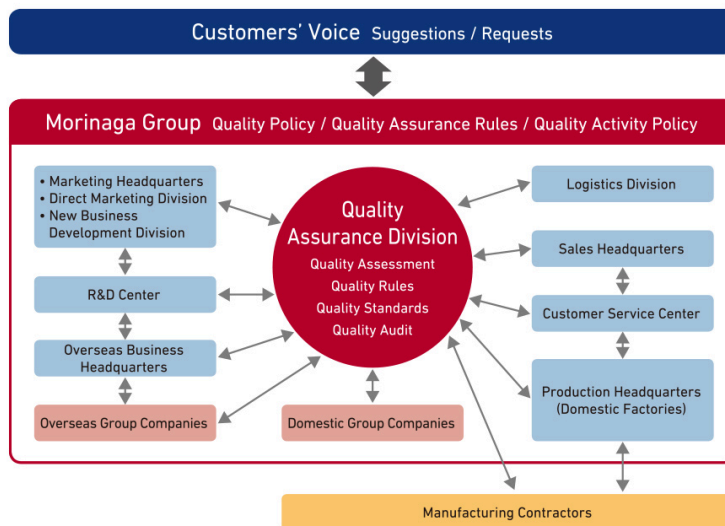 Customers' Voice Suggestions / Requests
Morinaga Group Quality Policy / Quality Assurance Rules / Quality Activity Policy
• Marketing Headquarters
• Direct Marketing Division
• New Business
Development Division
R&D Center
Overseas Business
Headquarters
Overseas Group Companies
Quality
Assurance Division
Quality Assessment
Quality Rules
Quality Standards
Quality Audit
Domestic Group Companies
Logistics Division
Sales Headquarters
Customer Service Center
Production Headquarters
(Domestic Factories)
Manufacturing Contractors